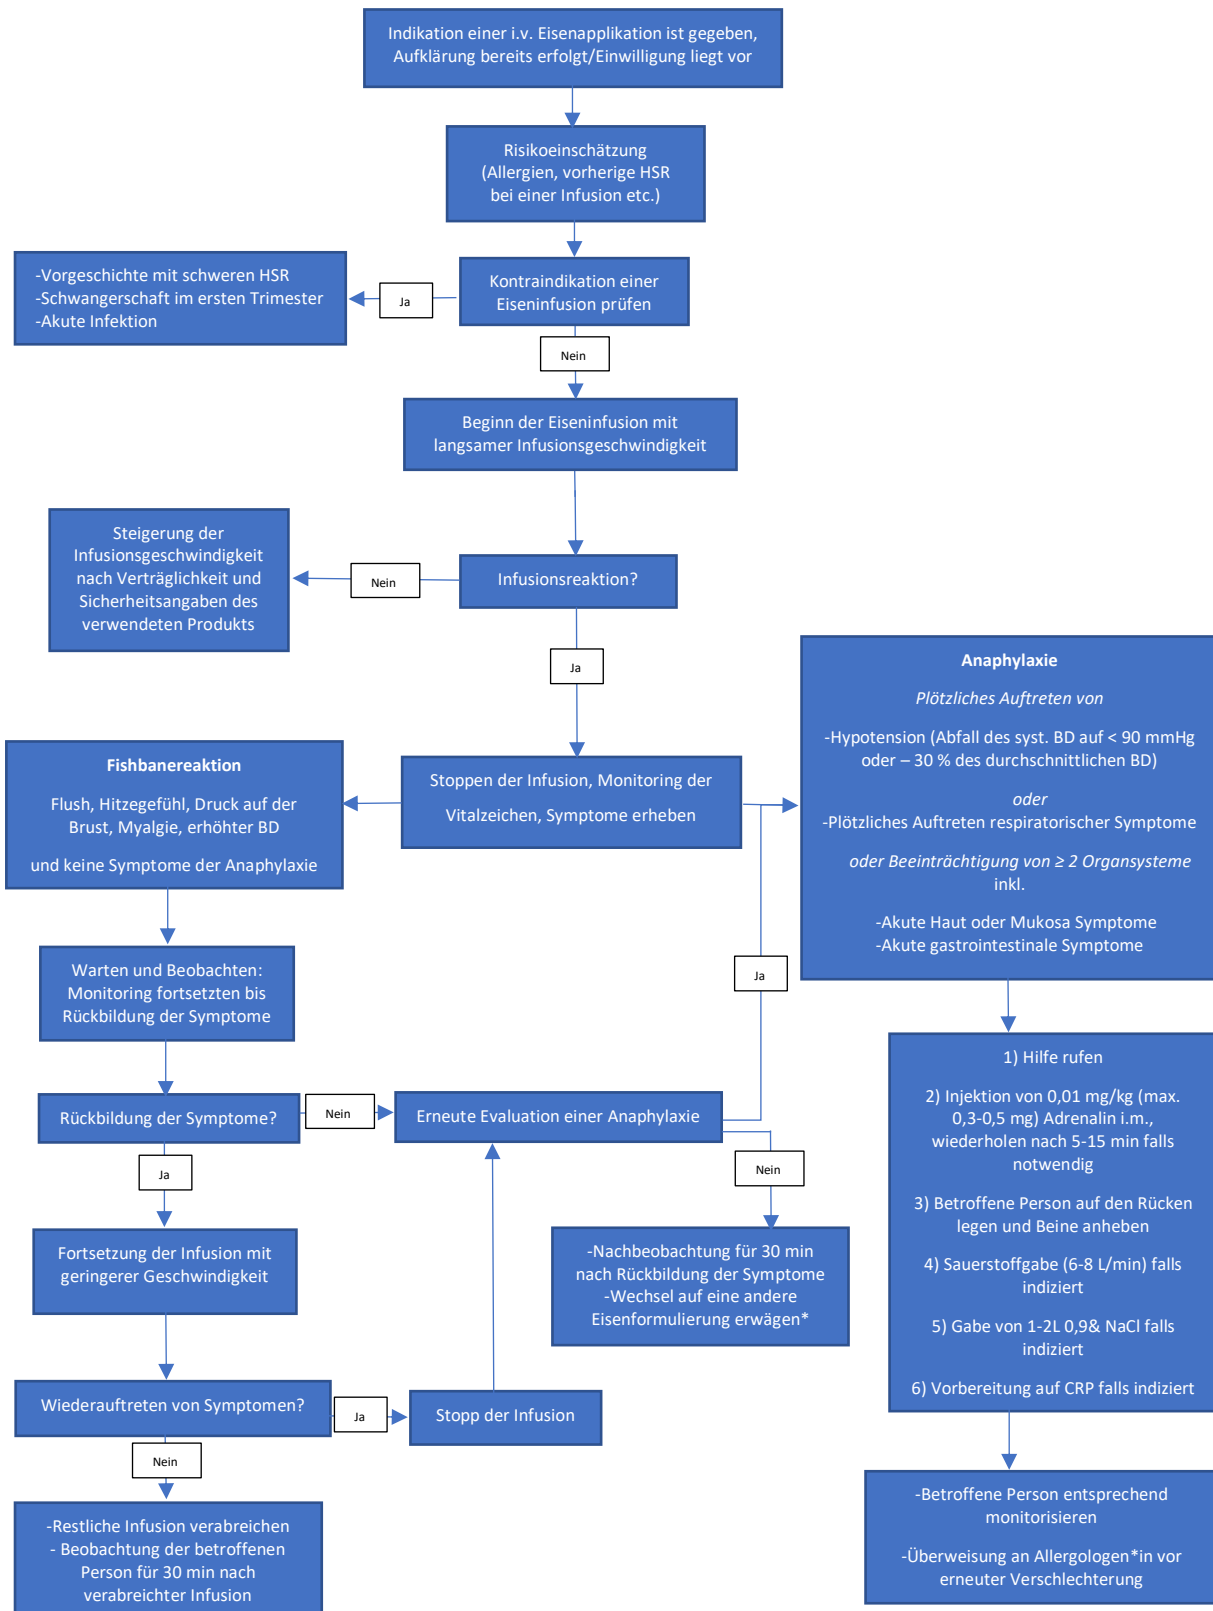 Indikation einer i.v. Eisenapplikation ist gegeben,
Aufklärung bereits erfolgt/Einwilligung liegt vor
Risikoeinschätzung
(Allergien, vorherige HSR
bei einer Infusion etc.)
Kontraindikation einer
Eiseninfusion prüfen
Ja
-Vorgeschichte mit schweren HSR
-Schwangerschaft im ersten Trimester
-Akute Infektion
Nein
Beginn der Eiseninfusion mit
langsamer Infusionsgeschwindigkeit
Infusionsreaktion?
Nein
Steigerung der
Infusionsgeschwindigkeit
nach Verträglichkeit und
Sicherheitsangaben des
verwendeten Produkts
Ja
Stoppen der Infusion, Monitoring der
Vitalzeichen, Symptome erheben
Fishbanereaktion
Flush, Hitzegefühl, Druck auf der
Brust, Myalgie, erhöhter BD
und keine Symptome der Anaphylaxie
Warten und Beobachten:
Monitoring fortsetzten bis
Rückbildung der Symptome
Rückbildung der Symptome?
Nein
Erneute Evaluation einer Anaphylaxie
Ja
Nein
-Nachbeobachtung für 30 min
nach Rückbildung der Symptome
-Wechsel auf eine andere
Eisenformulierung erwägen*
Ja
Fortsetzung der Infusion mit
geringerer Geschwindigkeit
Wiederauftreten von Symptomen?
Ja
Stopp der Infusion
Nein
-Restliche Infusion verabreichen
- Beobachtung der betroffenen
Person für 30 min nach
verabreichter Infusion
Anaphylaxie
Plötzliches Auftreten von
-Hypotension (Abfall des syst. BD auf < 90 mmHg
oder – 30 % des durchschnittlichen BD)
oder
-Plötzliches Auftreten respiratorischer Symptome
oder Beeinträchtigung von ≥ 2 Organsysteme
inkl.
-Akute Haut oder Mukosa Symptome
-Akute gastrointestinale Symptome
1) Hilfe rufen
2) Injektion von 0,01 mg/kg (max.
0,3-0,5 mg) Adrenalin i.m.,
wiederholen nach 5-15 min falls
notwendig
3) Betroffene Person auf den Rücken
legen und Beine anheben
4) Sauerstoffgabe (6-8 L/min) falls
indiziert
5) Gabe von 1-2L 0,9& NaCl falls
indiziert
6) Vorbereitung auf CRP falls indiziert
-Betroffene Person entsprechend
monitorisieren
-Überweisung an Allergologen*in vor
erneuter Verschlechterung